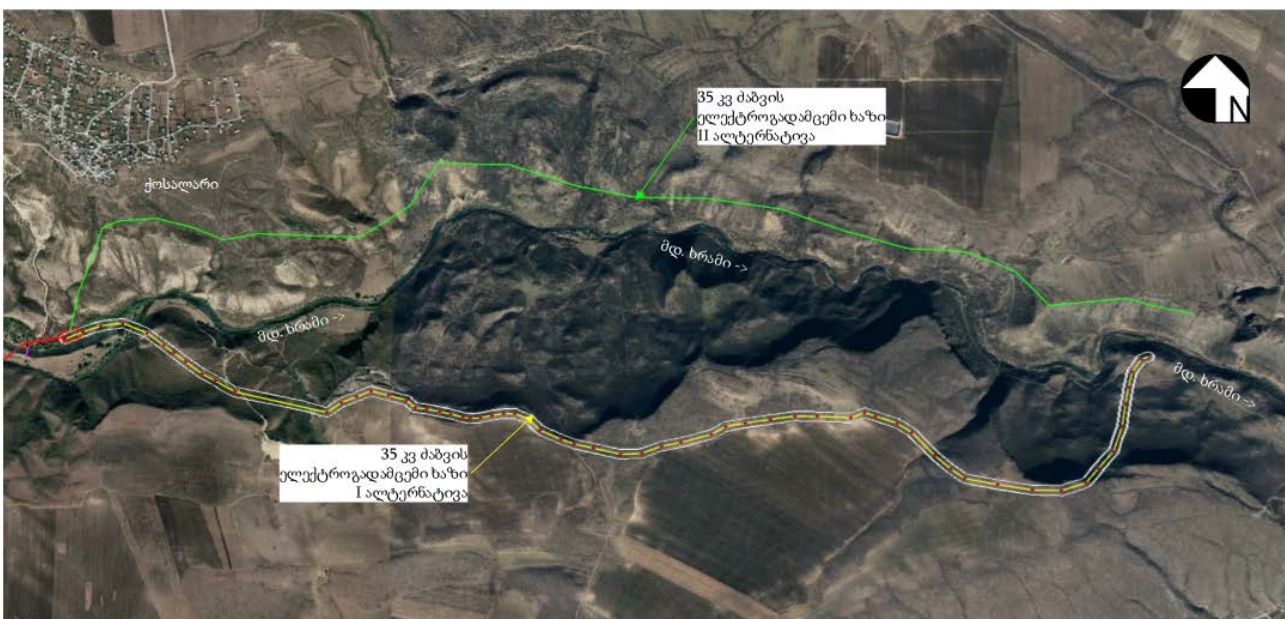 N
35 კვ ძაბვის
ელექტროგადამცემი ხაზი
II ალტერნატივა
ქოსალარი
მდ. ხრამი ->
მდ. ხრამი ->
მდ. ხრამი ->
35 კვ ძაბვის
ელექტროგადამცემი ხაზი
I ალტერნატივა